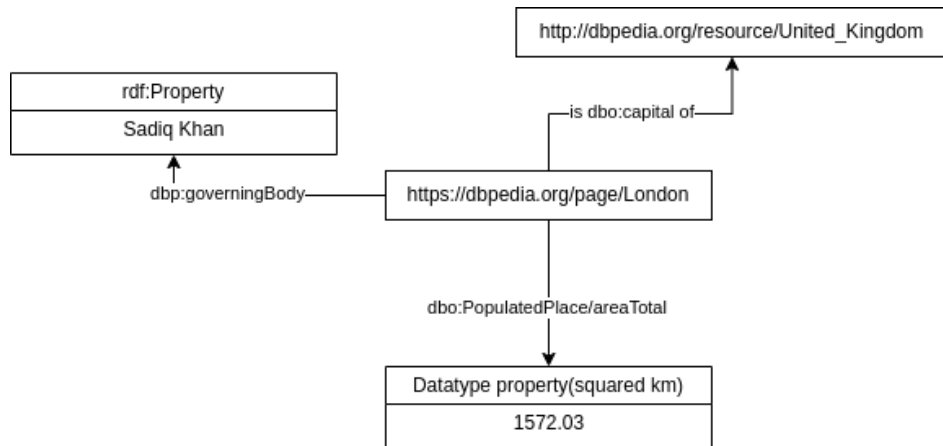 http://dbpedia.org/resource/United_Kingdom
rdf:Property
Sadiq Khan
is dbo:capital of
dbp:governingBody
https://dbpedia.org/page/London
dbo:PopulatedPlace/areaTotal
Datatype property(squared km)
1572.03